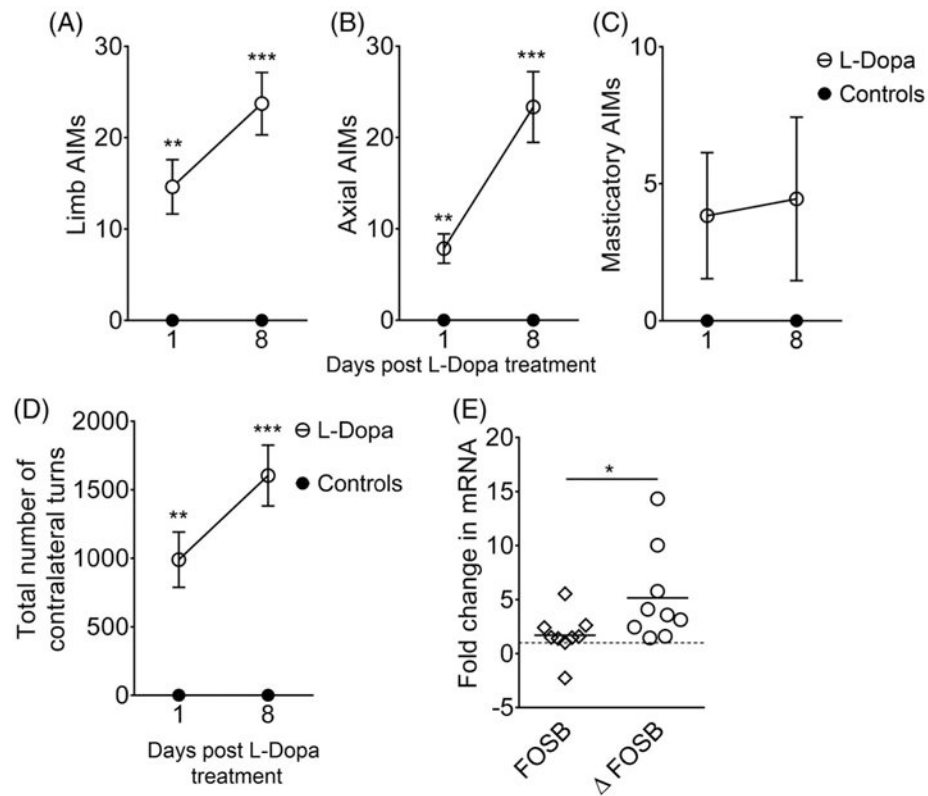 (A)
Limb AIMs
30
20
10
0
**
***
1
8
(B)
Axial AIMs
30
20
10
0
**
***
1
8
Days post L-Dopa treatment
(C)
Masticatory AIMs
10
5
0
L-Dopa
Controls
1
8
(D)
Total number of
contralateral turns
2000
1500
1000
500
0
**
***
L-Dopa
Controls
1
8
Days post L-Dopa
treatment
(E)
Fold change in mRNA
20
15
10
5
0
-5
*
FOSB
Δ FOSB